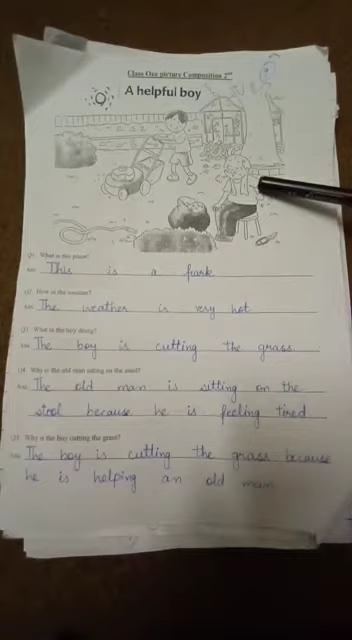 Class One picture Composition 2nd
A helpful boy
Q1. What is this place?
Ans This is a park
Q2. How is the weather?
Ans The weather is very hot
Q3. What is the boy doing?
Ans The boy is cutting the grass.
Q4. Why is the old man sitting on the stool?
Ans The old man is sitting on the
stool because he is feeling tired
Q5. Why is the boy cutting the grass?
Ans The boy is cutting the grass because
he is helping an old man